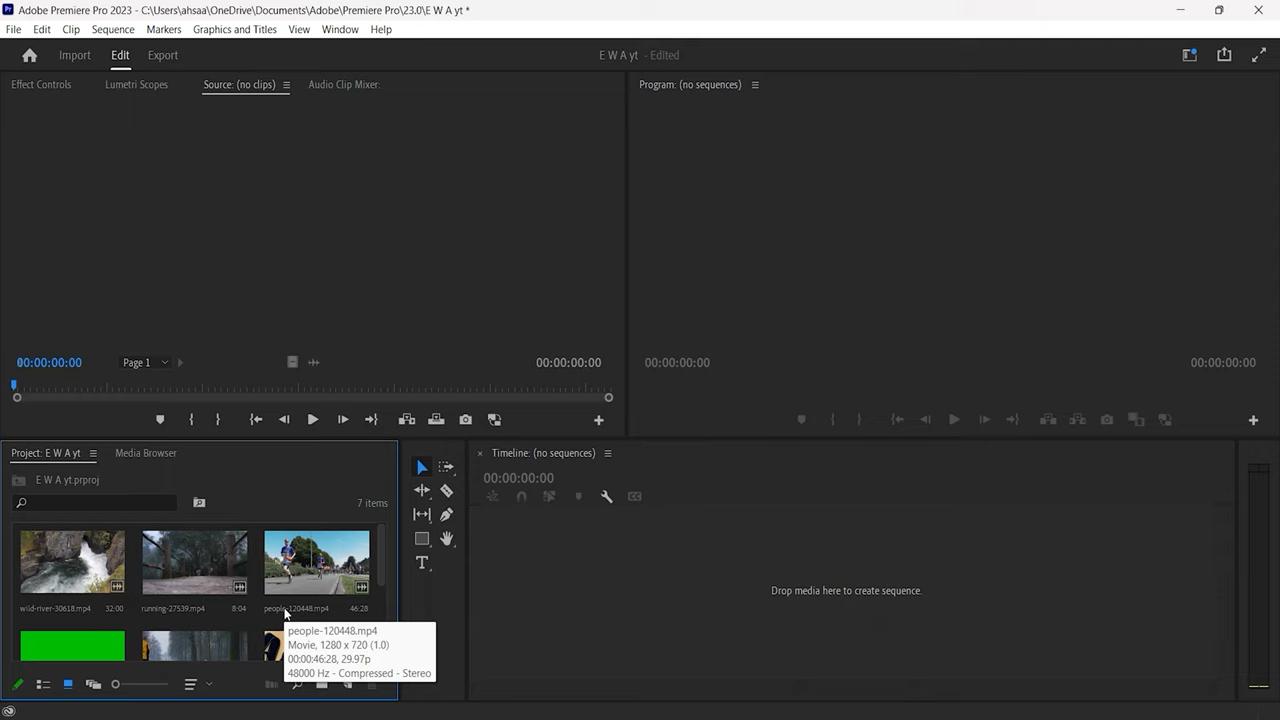 Adobe Premiere Pro 2023 - C:\Users\ahsaa\OneDrive\Documents\Adobe\Premiere Pro\23.0\E W A yt *
File Edit Clip Sequence Markers Graphics and Titles View Window Help
Import Edit Export E W A yt - Edited
Effect Controls Lumetri Scopes Source: (no clips) Audio Clip Mixer: Program: (no sequences)
00:00:00:00 Page 1 00:00:00:00 00:00:00:00 00:00:00:00
Project: E W A yt Media Browser Timeline: (no sequences)
E W A yt.prproj 00:00:00:00
7 items
Drop media here to create sequence.
wild-river-30618.mp4 32:00 running-27539.mp4 8:04 people-120448.mp4 46:28
people-120448.mp4
Movie, 1280 x 720 (1.0)
00:00:46:28, 29.97p
48000 Hz - Compressed - Stereo